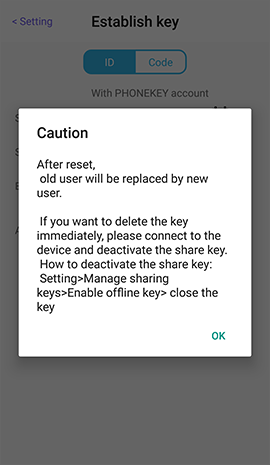 < Setting
Establish key
ID
Code
With PHONEKEY account
S
S
E
A
Caution
After reset,
old user will be replaced by new
user.
If you want to delete the key
immediately, please connect to the
device and deactivate the share key.
How to deactivate the share key:
Setting>Manage sharing
keys>Enable offline key> close the
key
OK